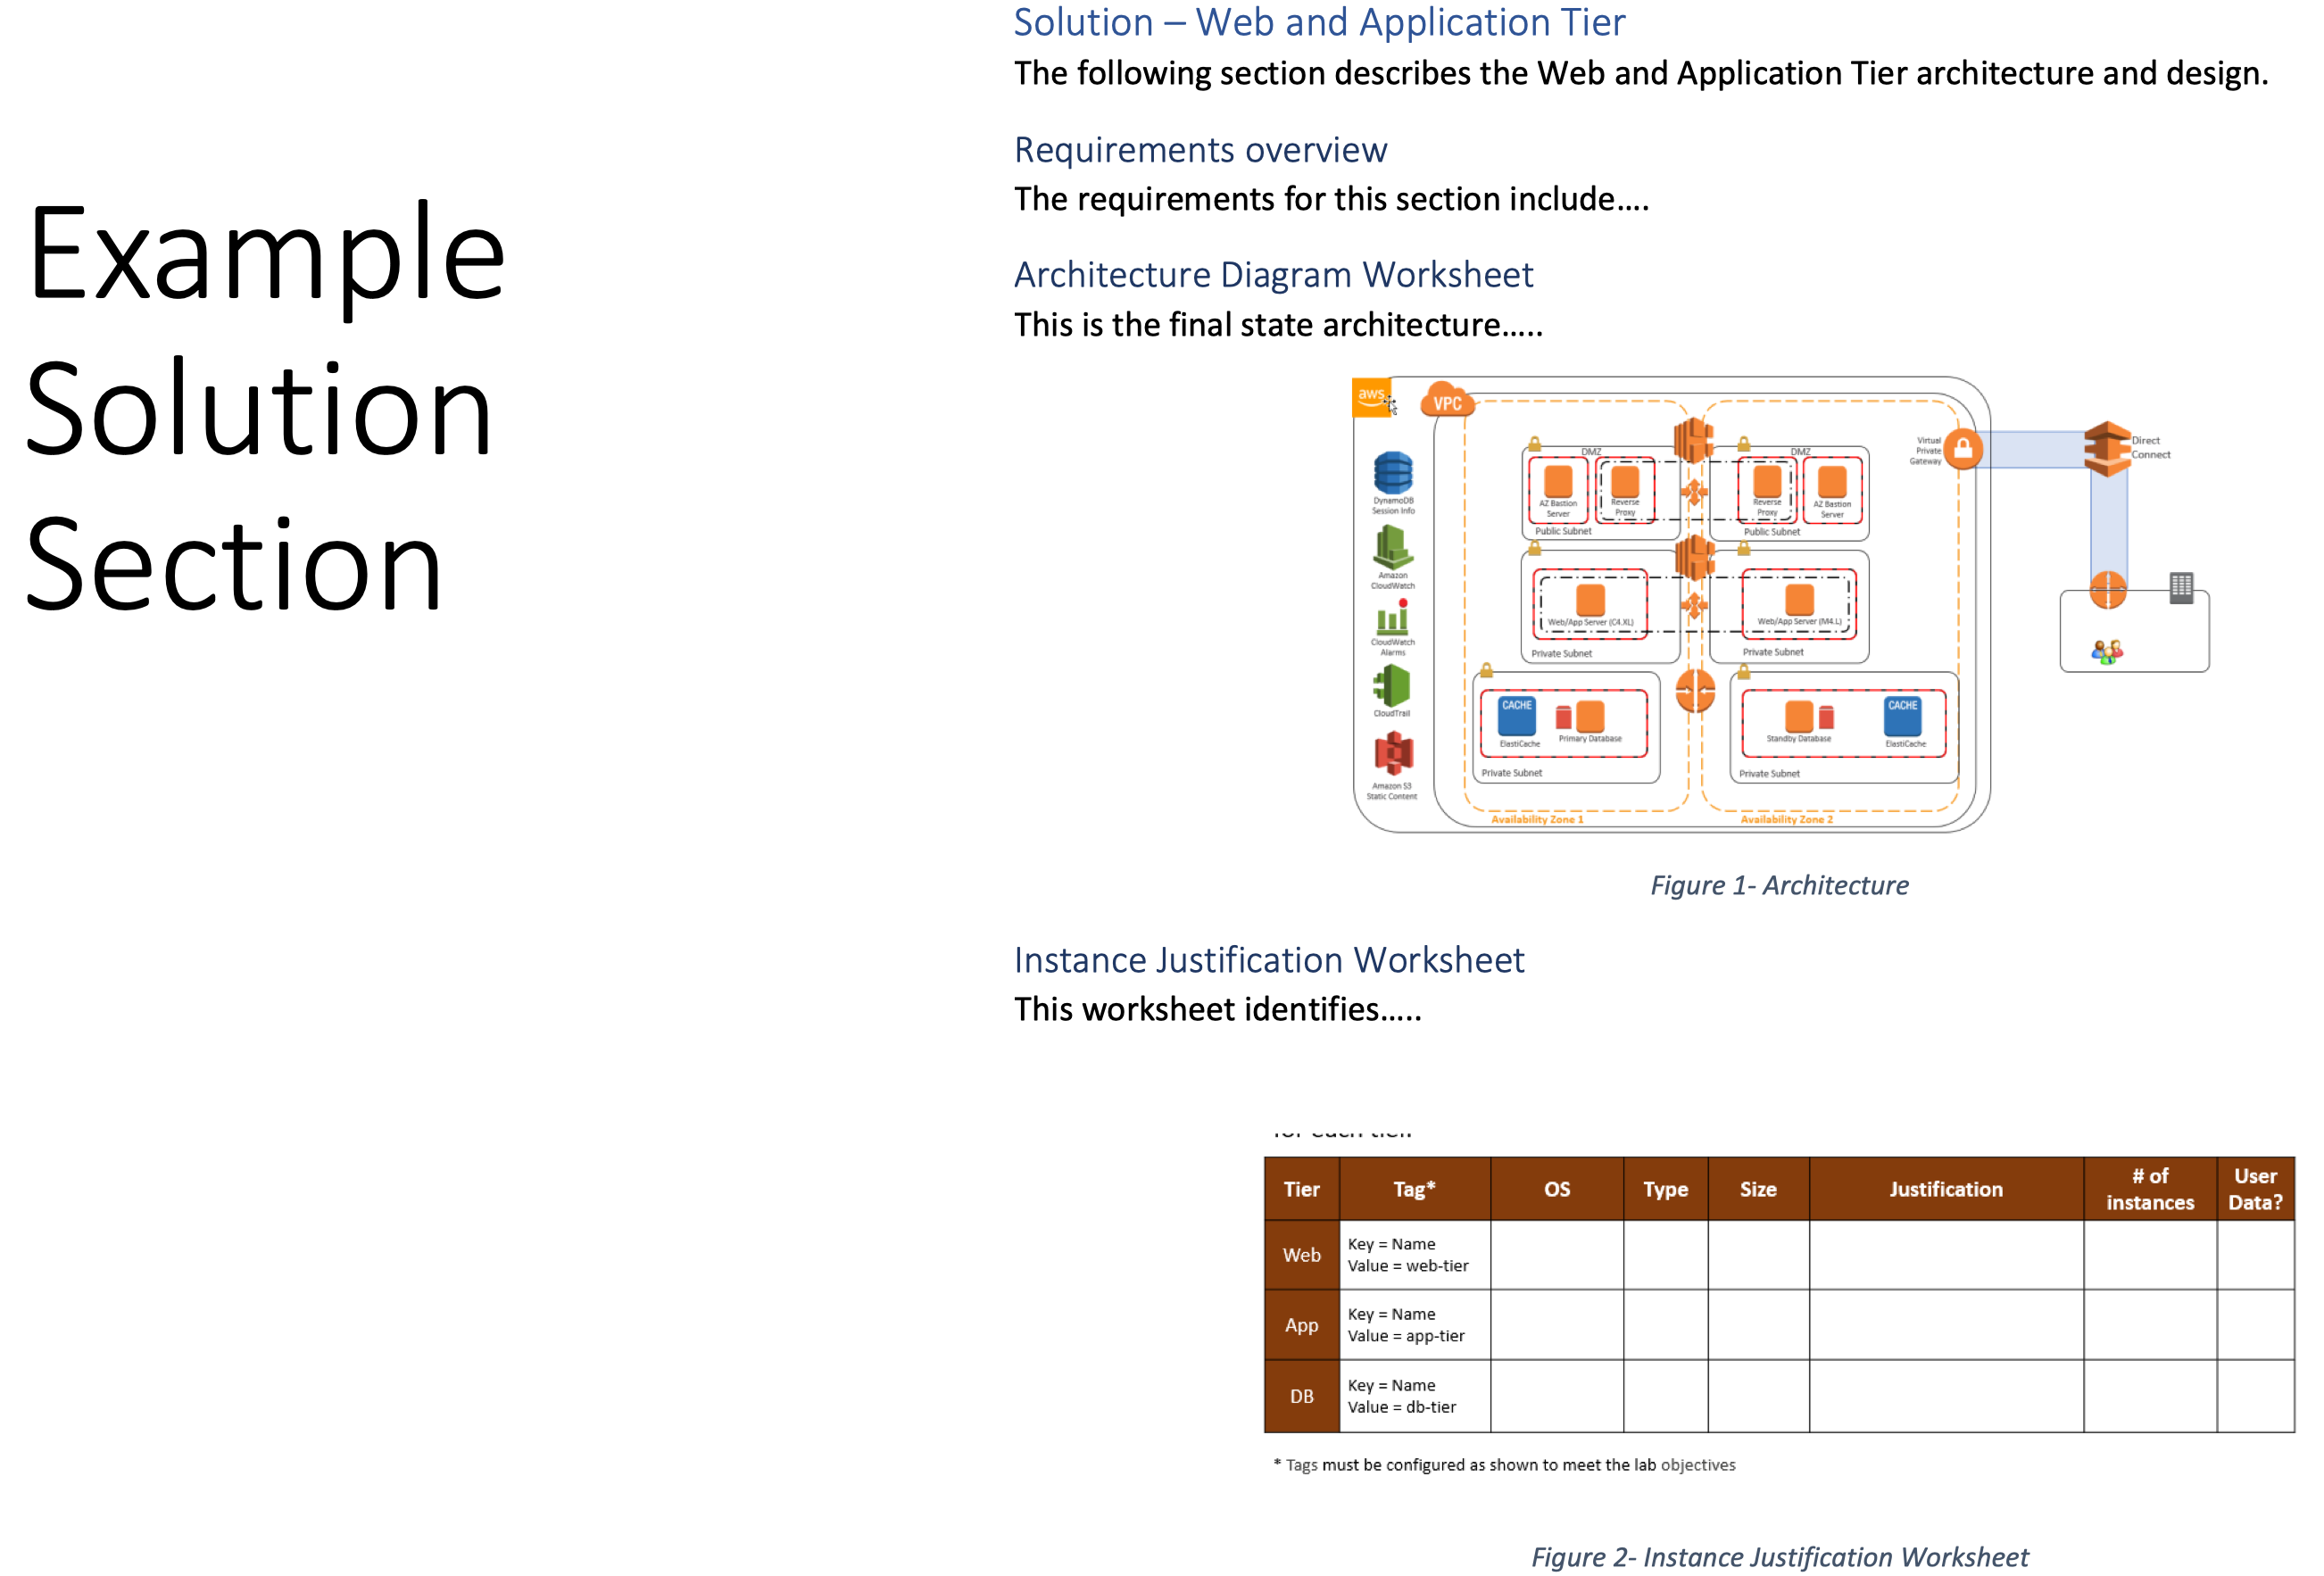 Example
Solution
Section
Solution – Web and Application Tier
The following section describes the Web and Application Tier architecture and design.
Requirements overview
The requirements for this section include....
Architecture Diagram Worksheet
This is the final state architecture.....
aws
VPC
DynamoDB
Session Info
Amazon
CloudWatch
CloudWatch
Alarms
CloudTrail
Amazon S3
Static Content
DMZ
AZ Bastion
Server
Reverse
Proxy
Public Subnet
DMZ
Reverse
Proxy
AZ Bastion
Server
Public Subnet
Web/App Server (C4.XL)
Private Subnet
Web/App Server (M4.L)
Private Subnet
CACHE
ElastiCache
Primary Database
Private Subnet
Standby Database
CACHE
ElastiCache
Private Subnet
Availability Zone 1
Availability Zone 2
Virtual
Private
Gateway
Direct
Connect
Figure 1- Architecture
Instance Justification Worksheet
This worksheet identifies.....
for each tier.
Tier Tag* OS Type Size Justification # of instances User Data?
Web Key = Name
Value = web-tier
App Key = Name
Value = app-tier
DB Key = Name
Value = db-tier
* Tags must be configured as shown to meet the lab objectives
Figure 2- Instance Justification Worksheet